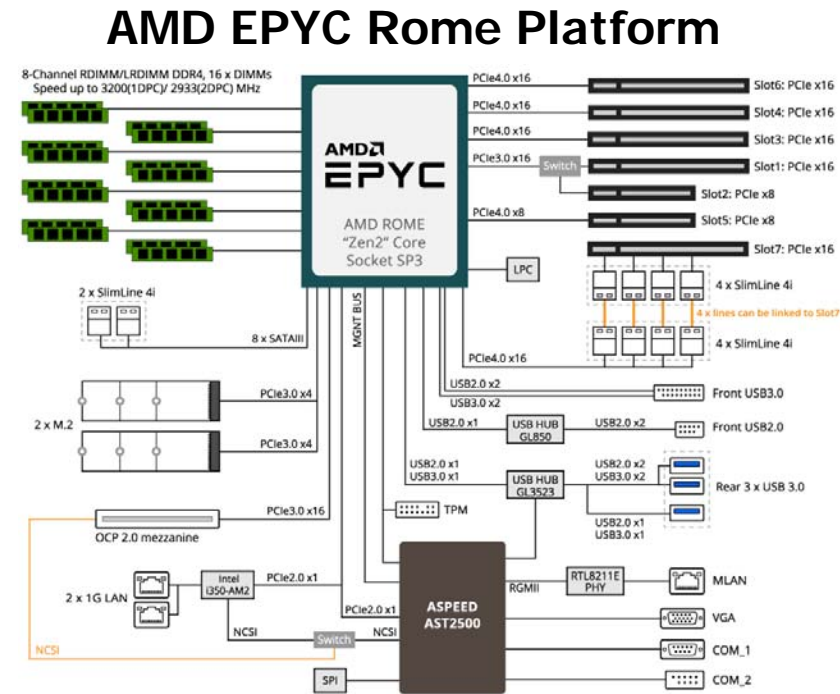 AMD EPYC Rome Platform
8-Channel RDIMM/LRDIMM DDR4, 16 x DIMMs
Speed up to 3200(1DPC)/ 2933(2DPC) MHz
AMD
EPYC
AMD ROME
"Zen2" Core
Socket SP3
PCIe4.0 x16
Slot6: PCIe x16
PCIe4.0 x16
Slot4: PCIe x16
PCIe4.0 x16
Slot3: PCIe x16
PCIe3.0 x16
Switch
Slot1: PCIe x16
Slot2: PCIe x8
PCIe4.0 x8
Slot5: PCIe x8
Slot7: PCIe x16
LPC
4 x SlimLine 4i
4 x lines can be linked to Slot7
4 x SlimLine 4i
PCIe4.0 x16
2 x SlimLine 4i
8 x SATAIII
MGNT BUS
USB2.0 x2
USB3.0 x2
Front USB3.0
2 x M.2
PCIe3.0 x4
PCIe3.0 x4
USB2.0 x1
USB HUB
GL850
USB2.0 x2
Front USB2.0
USB2.0 x1
USB3.0 x1
USB HUB
GL3523
USB2.0 x2
USB3.0 x2
Rear 3 x USB 3.0
USB2.0 x1
USB3.0 x1
PCIe3.0 x16
OCP 2.0 mezzanine
TPM
2 x 1G LAN
Intel
i350-AM2
PCIe2.0 x1
PCIe2.0 x1
NCSI
Switch
NCSI
NCSI
SPI
ASPEED
AST2500
RGMII
RTL8211E
PHY
MLAN
VGA
COM_1
COM_2